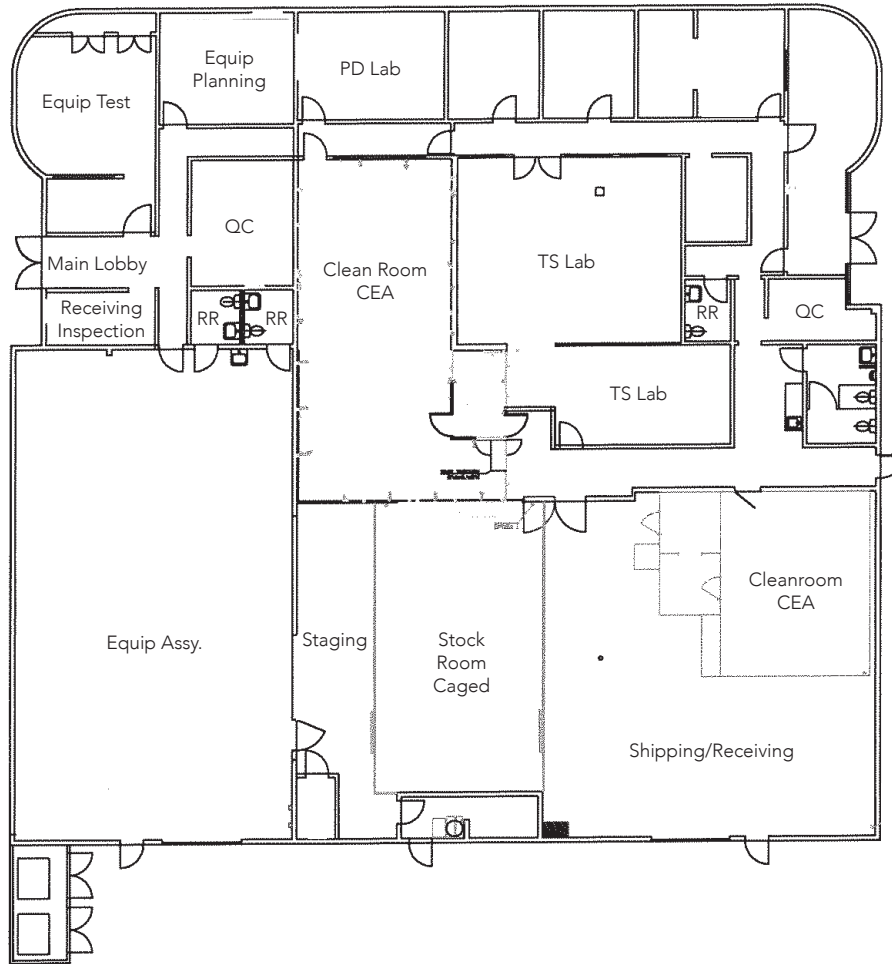 Equip
Planning
PD Lab
Equip Test
QC
Main Lobby
Clean Room
CEA
TS Lab
Receiving
Inspection
RR
RR
RR
QC
TS Lab
Cleanroom
CEA
Equip Assy.
Staging
Stock
Room
Caged
Shipping/Receiving